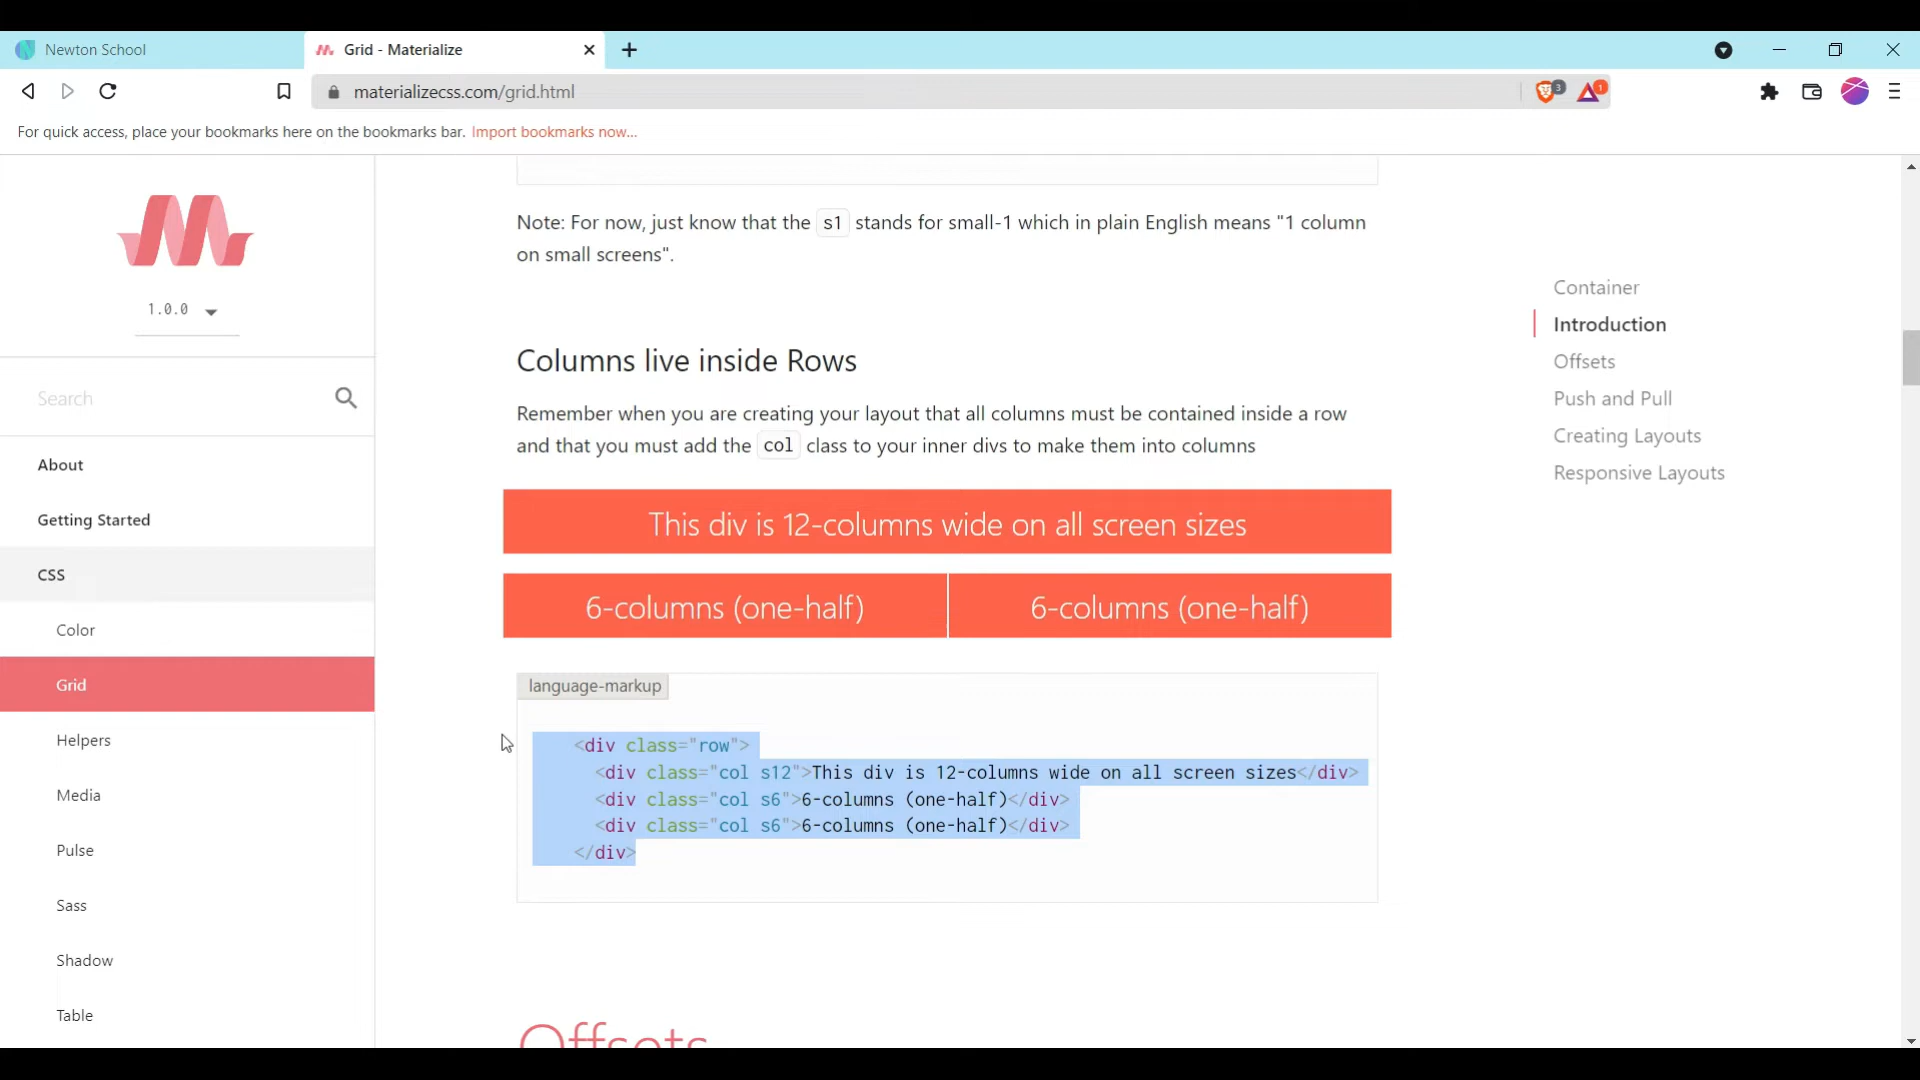 Newton School
Grid - Materialize
materializecss.com/grid.html
3
1
For quick access, place your bookmarks here on the bookmarks bar. Import bookmarks now...
1.0.0
Search
About
Getting Started
CSS
Color
Grid
Helpers
Media
Pulse
Sass
Shadow
Table
Note: For now, just know that the s1 stands for small-1 which in plain English means "1 column
on small screens".
Columns live inside Rows
Remember when you are creating your layout that all columns must be contained inside a row
and that you must add the col class to your inner divs to make them into columns
This div is 12-columns wide on all screen sizes
6-columns (one-half)
6-columns (one-half)
language-markup
<div class="row">
<div class="col s12">This div is 12-columns wide on all screen sizes</div>
<div class="col s6">6-columns (one-half)</div>
<div class="col s6">6-columns (one-half)</div>
</div>
Offsets
Container
Introduction
Offsets
Push and Pull
Creating Layouts
Responsive Layouts